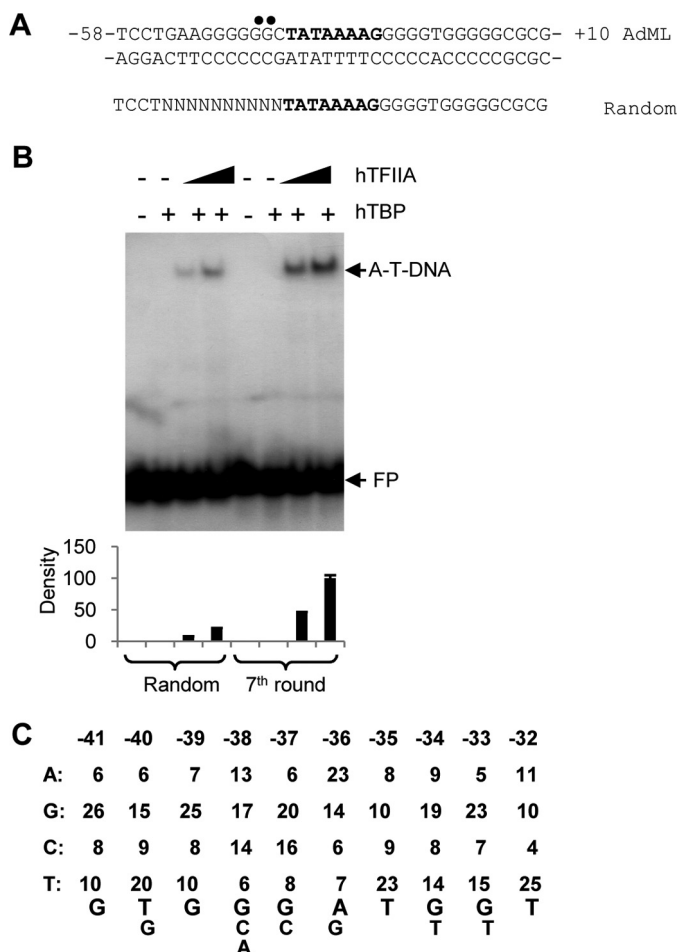 A
-58-TCCTGAAGGGGGGCTATAAAAGGGGGTGGGGGCGCG- +10 AdML
-AGGACTTCCCCCCGATATTTTCCCCCACCCCCGCGC-
TCCTNNNNNNNNNNTATAAAAGGGGGTGGGGGCGCG Random
B
- - - - hTFIIA
- + + + - + + + hTBP
A-T-DNA
FP
150
100
50
0
Density
Random 7th round
C
-41 -40 -39 -38 -37 -36 -35 -34 -33 -32
A: 6 6 7 13 6 23 8 9 5 11
G: 26 15 25 17 20 14 10 19 23 10
C: 8 9 8 14 16 6 9 8 7 4
T: 10 20 10 6 8 7 23 14 15 25
G T G G G A T G G T
G C C G T T
A